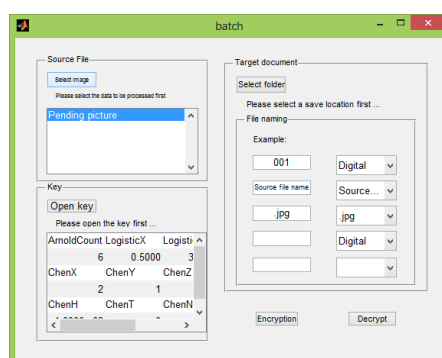 batch
Source File
Select image
Please select the data to be processed first
Pending picture
Key
Open key
Please open the key first ...
ArnoldCount LogisticX Logisti
6 0.5000 3
ChenX ChenY ChenZ
2 1
ChenH ChenT ChenN
Target document
Select folder
Please select a save location first ...
File naming
Example:
001 Digital
Source file name Source...
.jpg .jpg
Digital
Encryption Decrypt